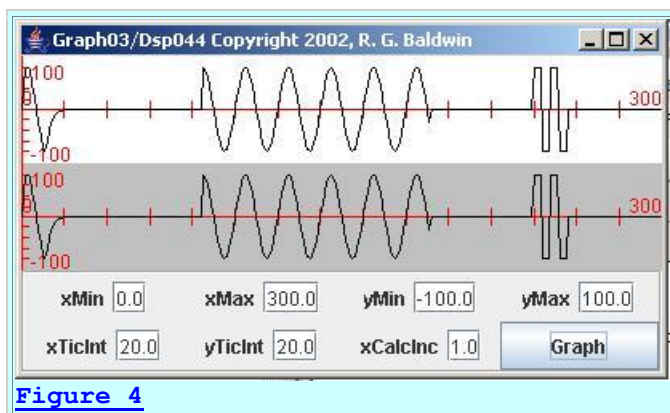 Graph03/Dsp044 Copyright 2002, R. G. Baldwin
100
300
-100
100
300
-100
xMin 0.0 xMax 300.0 yMin -100.0 yMax 100.0
xTicInt 20.0 yTicInt 20.0 xCalcInc 1.0 Graph
Figure 4